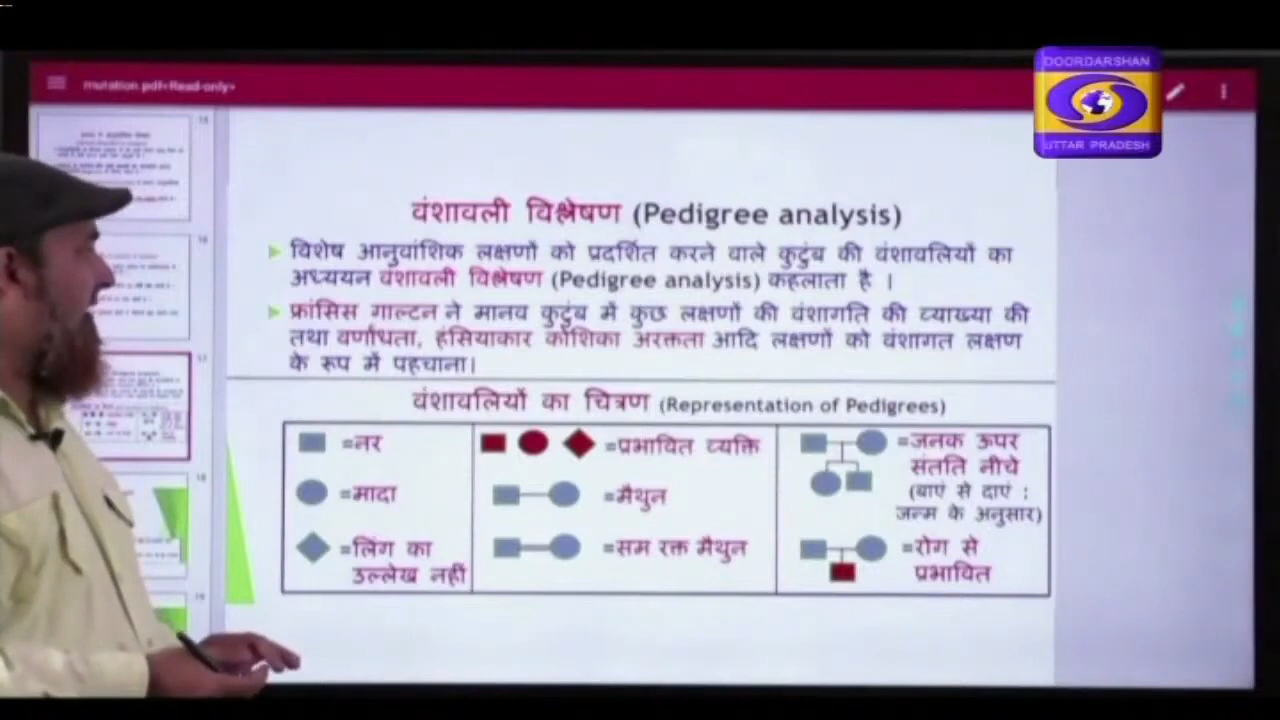 DOORDARSHAN
UTTAR PRADESH
mutation.pdf<Read-only>
वंशावली विश्लेषण (Pedigree analysis)
विशेष आनुवांशिक लक्षणों को प्रदर्शित करने वाले कुटुंब की वंशावलियों का
अध्ययन वंशावली विश्लेषण (Pedigree analysis) कहलाता है ।
फ्रांसिस गाल्टन ने मानव कुटुंब में कुछ लक्षणों की वंशागति की व्याख्या की
तथा वर्णांधता, हंसियाकार कोशिका अरक्तता आदि लक्षणों को वंशागत लक्षण
के रूप में पहचाना।
वंशावलियों का चित्रण (Representation of Pedigrees)
=नर
=मादा
=लिंग का
उल्लेख नहीं
=प्रभावित व्यक्ति
=मैथुन
=सम रक्त मैथुन
=जनक ऊपर
संतति नीचे
(बाएं से दाएं :
जन्म के अनुसार)
=रोग से
प्रभावित